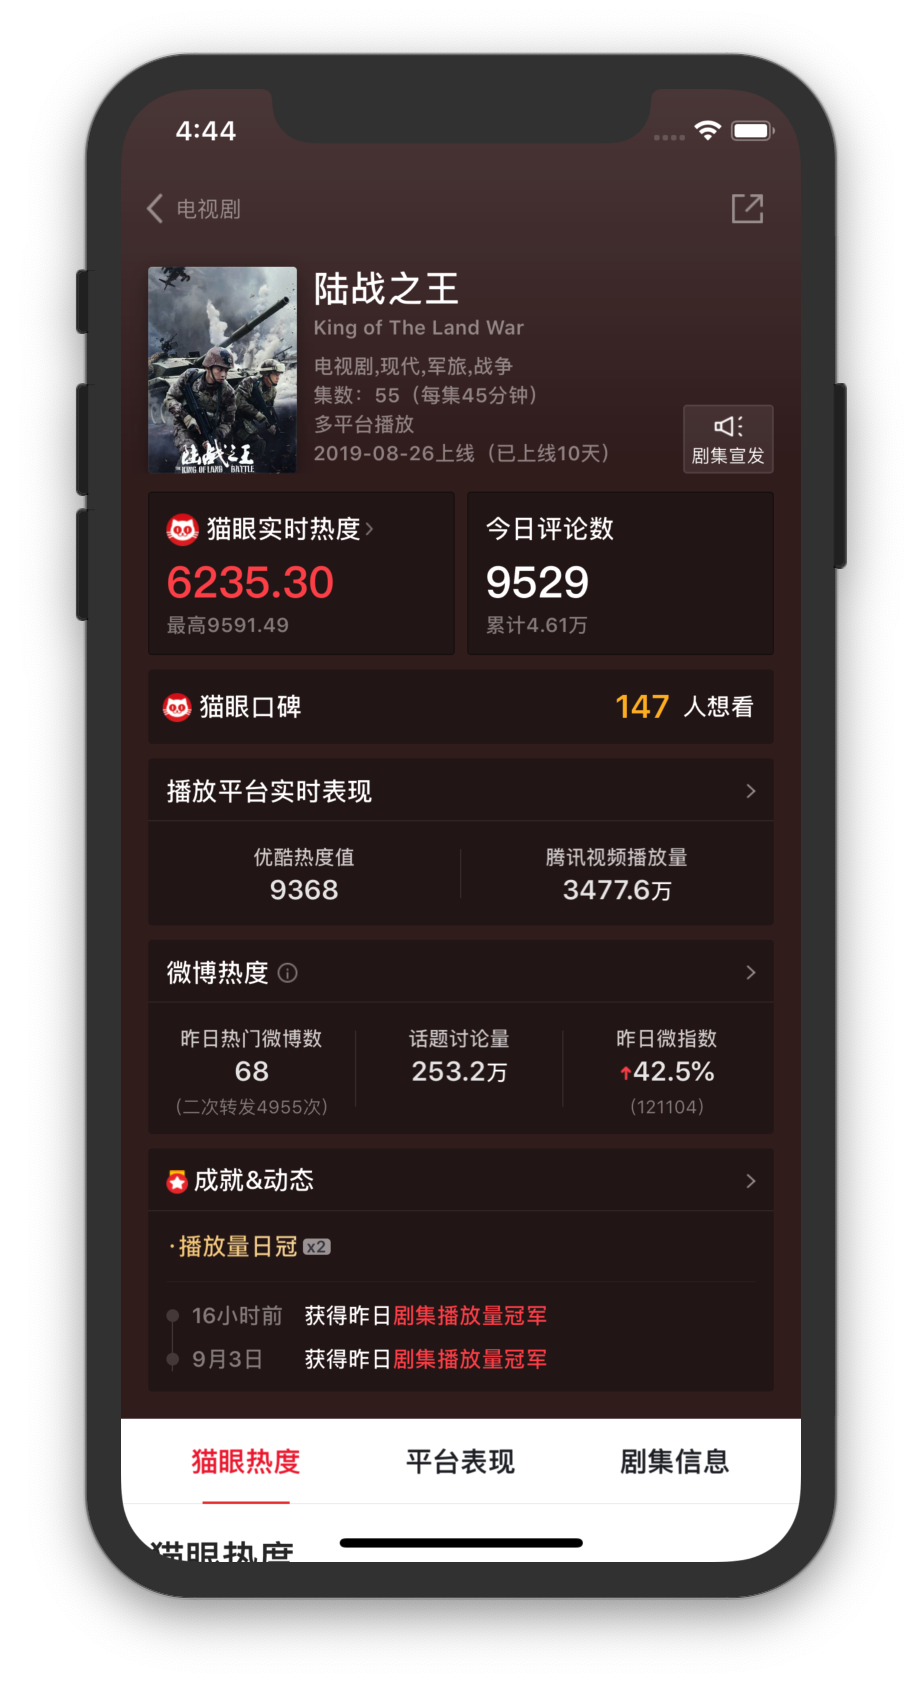 4:44
电视剧
陆战之王
King of The Land War
电视剧,现代,军旅,战争
集数：55（每集45分钟）
多平台播放
2019-08-26上线（已上线10天）
剧集宣发
陆战之王
THE KING OF LAND BATTLE
猫眼实时热度
6235.30
最高9591.49
今日评论数
9529
累计4.61万
猫眼口碑
147 人想看
播放平台实时表现
优酷热度值
9368
腾讯视频播放量
3477.6万
微博热度
昨日热门微博数
68
(二次转发4955次)
话题讨论量
253.2万
昨日微指数
↑42.5%
(121104)
成就&动态
·播放量日冠 x2
16小时前 获得昨日剧集播放量冠军
9月3日 获得昨日剧集播放量冠军
猫眼热度 平台表现 剧集信息
猫眼热度